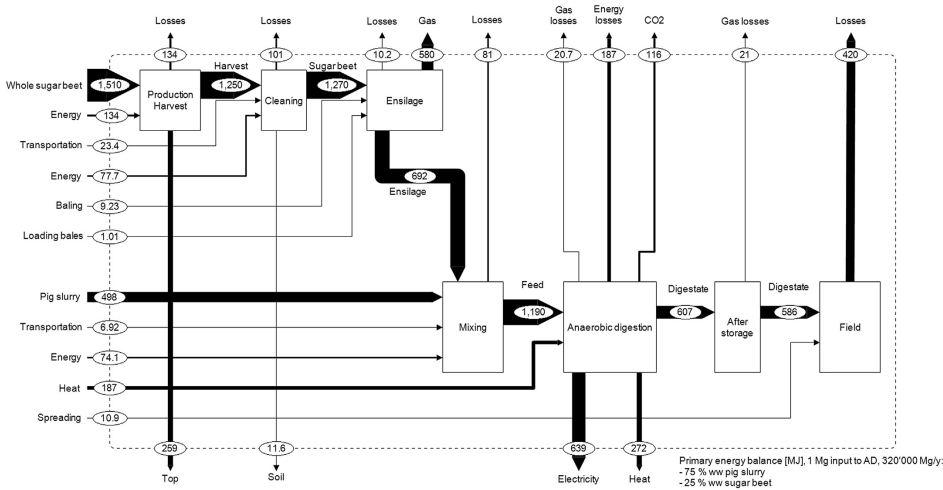 Losses
Losses
Losses
Gas
Losses
Gas
losses
Energy
losses
CO2
Gas losses
Losses
134
101
10.2
580
81
20.7
187
116
21
420
Whole sugar beet
1,510
Production
Harvest
Harvest
1,250
Cleaning
Sugar beet
1,270
Ensilage
Energy
134
Transportation
23.4
Energy
77.7
692
Ensilage
Baling
9.23
Loading bales
1.01
Pig slurry
498
Mixing
Feed
1,190
Anaerobic digestion
Digestate
607
After
storage
Digestate
586
Field
Transportation
6.92
Energy
74.1
Heat
187
Spreading
10.9
259
11.6
639
272
Top
Soil
Electricity
Heat
Primary energy balance [MJ], 1 Mg input to AD, 320'000 Mg/y:
- 75 % ww pig slurry
- 25 % ww sugar beet